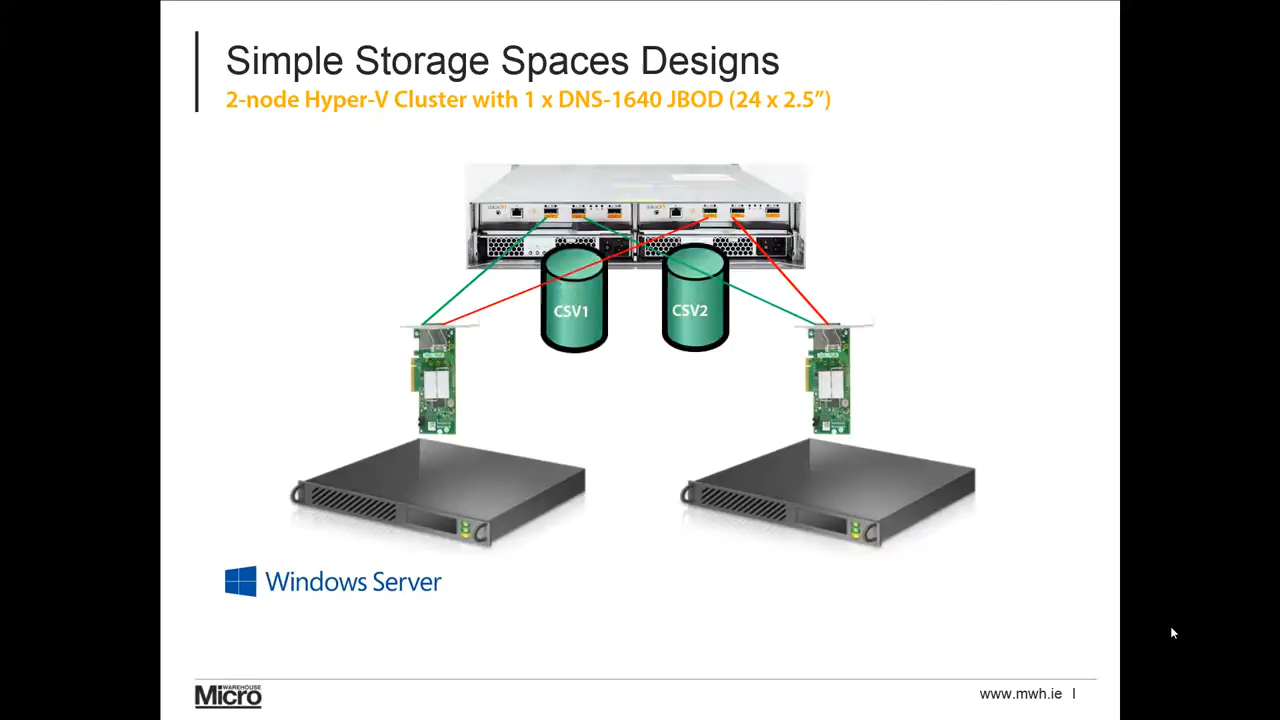 Simple Storage Spaces Designs
2-node Hyper-V Cluster with 1 x DNS-1640 JBOD (24 x 2.5”)
CSV1
CSV2
Windows Server
WAREHOUSE
Micro
www.mwh.ie l